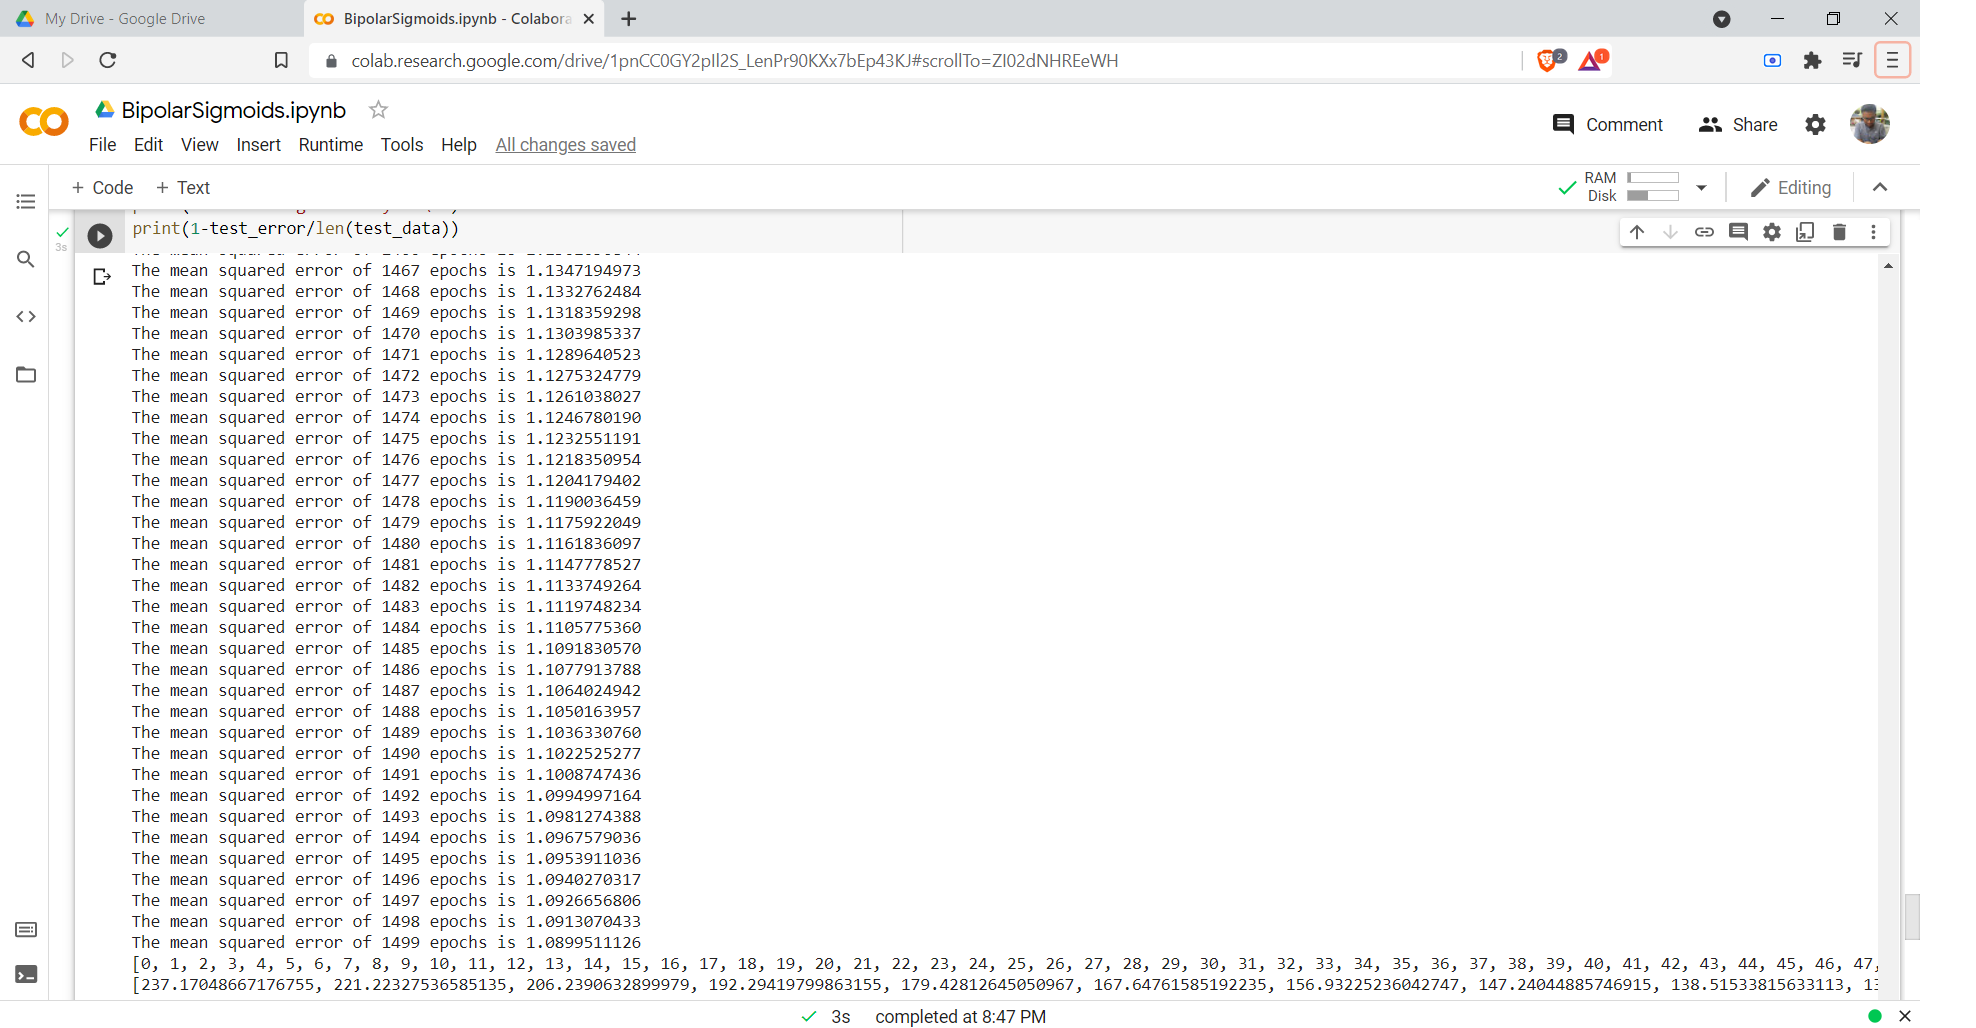 My Drive - Google Drive
BipolarSigmoids.ipynb - Colabora
colab.research.google.com/drive/1pnCC0GY2pIl2S_LenPr90KXx7bEp43KJ#scrollTo=ZI02dNHREeWH
2
1
BipolarSigmoids.ipynb
File Edit View Insert Runtime Tools Help All changes saved
Comment Share
+ Code + Text
RAM
Disk
Editing
3s
print(1-test_error/len(test_data))
The mean squared error of 1467 epochs is 1.1347194973
The mean squared error of 1468 epochs is 1.1332762484
The mean squared error of 1469 epochs is 1.1318359298
The mean squared error of 1470 epochs is 1.1303985337
The mean squared error of 1471 epochs is 1.1289640523
The mean squared error of 1472 epochs is 1.1275324779
The mean squared error of 1473 epochs is 1.1261038027
The mean squared error of 1474 epochs is 1.1246780190
The mean squared error of 1475 epochs is 1.1232551191
The mean squared error of 1476 epochs is 1.1218350954
The mean squared error of 1477 epochs is 1.1204179402
The mean squared error of 1478 epochs is 1.1190036459
The mean squared error of 1479 epochs is 1.1175922049
The mean squared error of 1480 epochs is 1.1161836097
The mean squared error of 1481 epochs is 1.1147778527
The mean squared error of 1482 epochs is 1.1133749264
The mean squared error of 1483 epochs is 1.1119748234
The mean squared error of 1484 epochs is 1.1105775360
The mean squared error of 1485 epochs is 1.1091830570
The mean squared error of 1486 epochs is 1.1077913788
The mean squared error of 1487 epochs is 1.1064024942
The mean squared error of 1488 epochs is 1.1050163957
The mean squared error of 1489 epochs is 1.1036330760
The mean squared error of 1490 epochs is 1.1022525277
The mean squared error of 1491 epochs is 1.1008747436
The mean squared error of 1492 epochs is 1.0994997164
The mean squared error of 1493 epochs is 1.0981274388
The mean squared error of 1494 epochs is 1.0967579036
The mean squared error of 1495 epochs is 1.0953911036
The mean squared error of 1496 epochs is 1.0940270317
The mean squared error of 1497 epochs is 1.0926656806
The mean squared error of 1498 epochs is 1.0913070433
The mean squared error of 1499 epochs is 1.0899511126
[0, 1, 2, 3, 4, 5, 6, 7, 8, 9, 10, 11, 12, 13, 14, 15, 16, 17, 18, 19, 20, 21, 22, 23, 24, 25, 26, 27, 28, 29, 30, 31, 32, 33, 34, 35, 36, 37, 38, 39, 40, 41, 42, 43, 44, 45, 46, 47,
[237.17048667176755, 221.22327536585135, 206.2390632899979, 192.29419799863155, 179.42812645050967, 167.64761585192235, 156.93225236042747, 147.24044885746915, 138.51533815633113, 13
3s completed at 8:47 PM